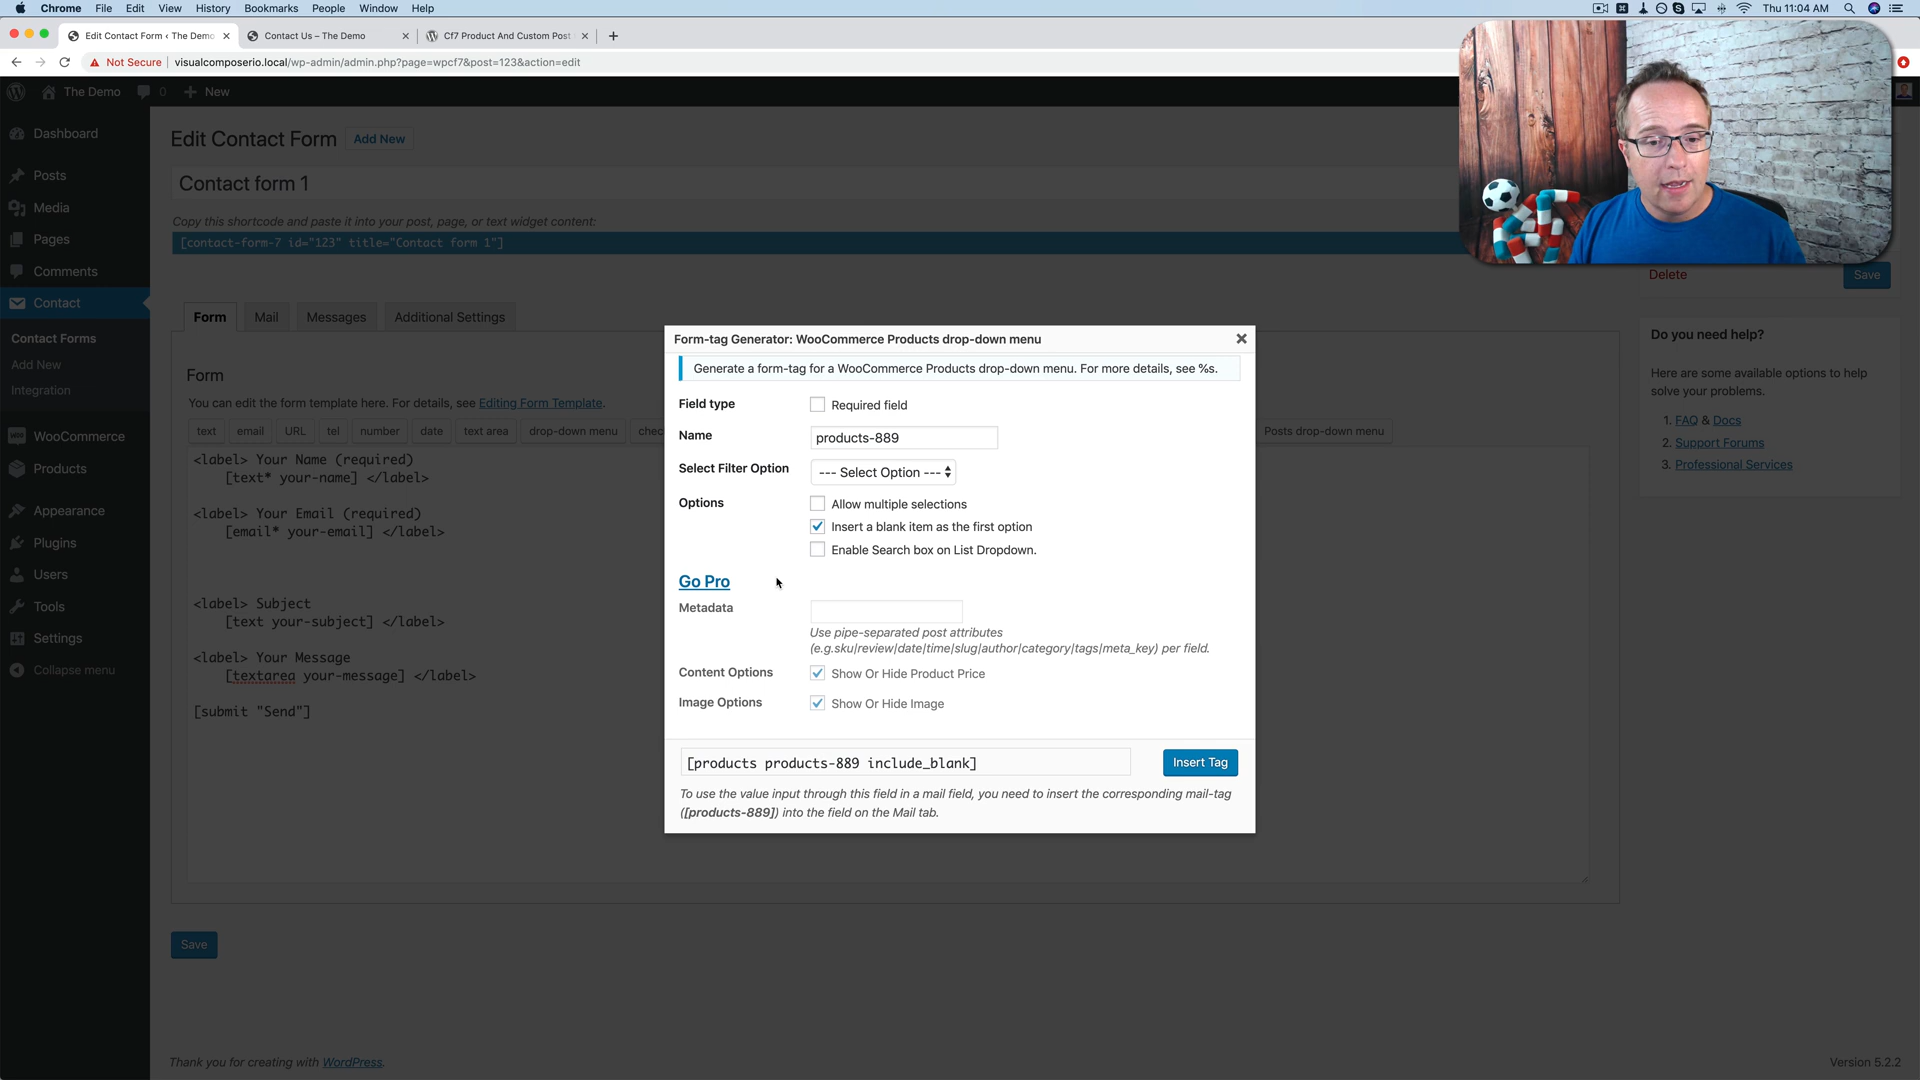 Chrome File Edit View History Bookmarks People Window Help
Thu 11:04 AM
Edit Contact Form ‹ The Demo
Contact Us – The Demo
Cf7 Product And Custom Post
Not Secure
visualcomposerio.local/wp-admin/admin.php?page=wpcf7&post=123&action=edit
The Demo
0
New
Dashboard
Posts
Media
Pages
Comments
Contact
Contact Forms
Add New
Integration
WooCommerce
Products
Appearance
Plugins
Users
Tools
Settings
Collapse menu
Edit Contact Form
Add New
Contact form 1
Copy this shortcode and paste it into your post, page, or text widget content:
[contact-form-7 id="123" title="Contact form 1"]
Delete
Save
Form
Mail
Messages
Additional Settings
Form
You can edit the form template here. For details, see Editing Form Template.
text
email
URL
tel
number
date
text area
drop-down menu
chec
Posts drop-down menu
<label> Your Name (required)
[text* your-name] </label>
<label> Your Email (required)
[email* your-email] </label>
<label> Subject
[text your-subject] </label>
<label> Your Message
[textarea your-message] </label>
[submit "Send"]
Save
Form-tag Generator: WooCommerce Products drop-down menu
Generate a form-tag for a WooCommerce Products drop-down menu. For more details, see %s.
Field type
Required field
Name
products-889
Select Filter Option
--- Select Option ---
Options
Allow multiple selections
Insert a blank item as the first option
Enable Search box on List Dropdown.
Go Pro
Metadata
Use pipe-separated post attributes
(e.g.sku|review|date|time|slug|author|category|tags|meta_key) per field.
Content Options
Show Or Hide Product Price
Image Options
Show Or Hide Image
[products products-889 include_blank]
Insert Tag
To use the value input through this field in a mail field, you need to insert the corresponding mail-tag
([products-889]) into the field on the Mail tab.
Do you need help?
Here are some available options to help
solve your problems.
1. FAQ & Docs
2. Support Forums
3. Professional Services
Thank you for creating with WordPress.
Version 5.2.2